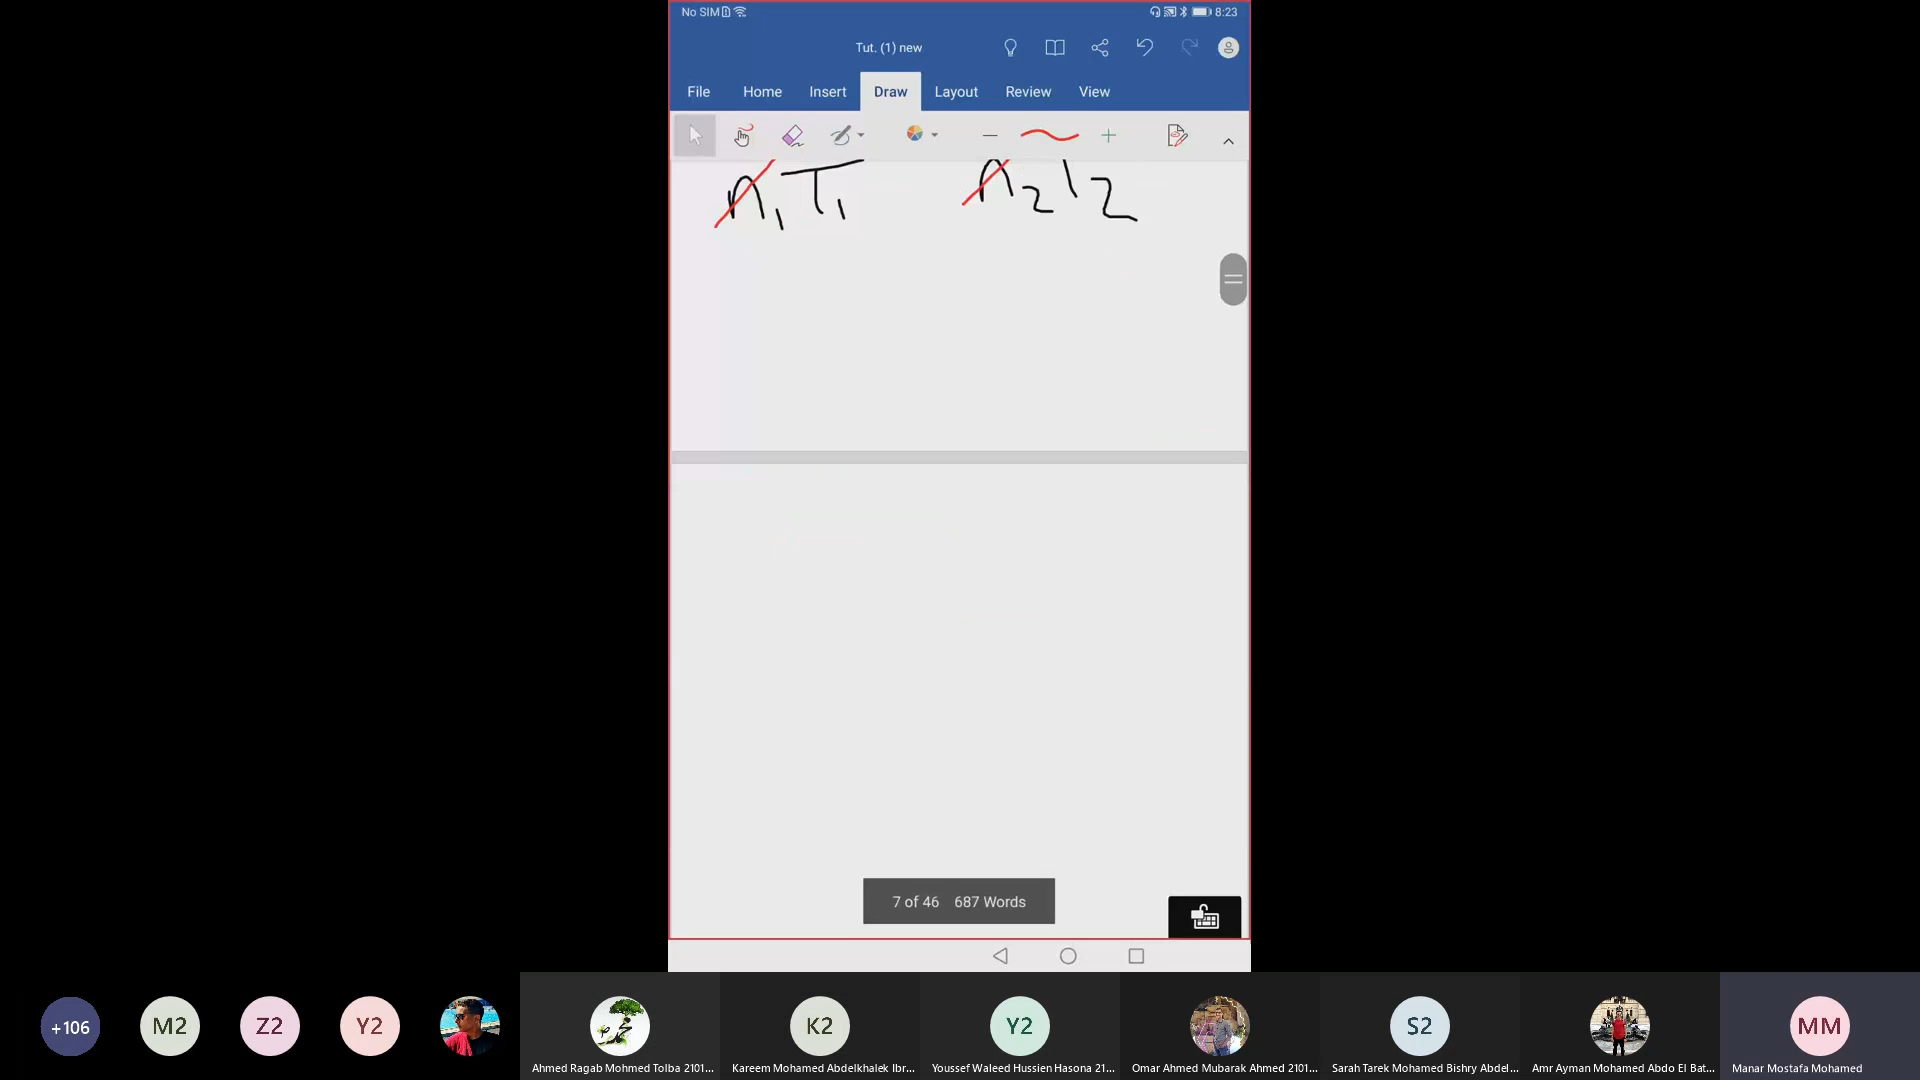 No SIM 8:23
Tut. (1) new
File Home Insert Draw Layout Review View
n₁T₁ n₂T₂
7 of 46 687 Words
+106 M2 Z2 Y2 K2 Y2 S2 MM
Ahmed Ragab Mohmed Tolba 2101... Kareem Mohamed Abdelkhalek Ibr... Youssef Waleed Hussien Hasona 21... Omar Ahmed Mubarak Ahmed 2101... Sarah Tarek Mohamed Bishry Abdel... Amr Ayman Mohamed Abdo El Bat... Manar Mostafa Mohamed